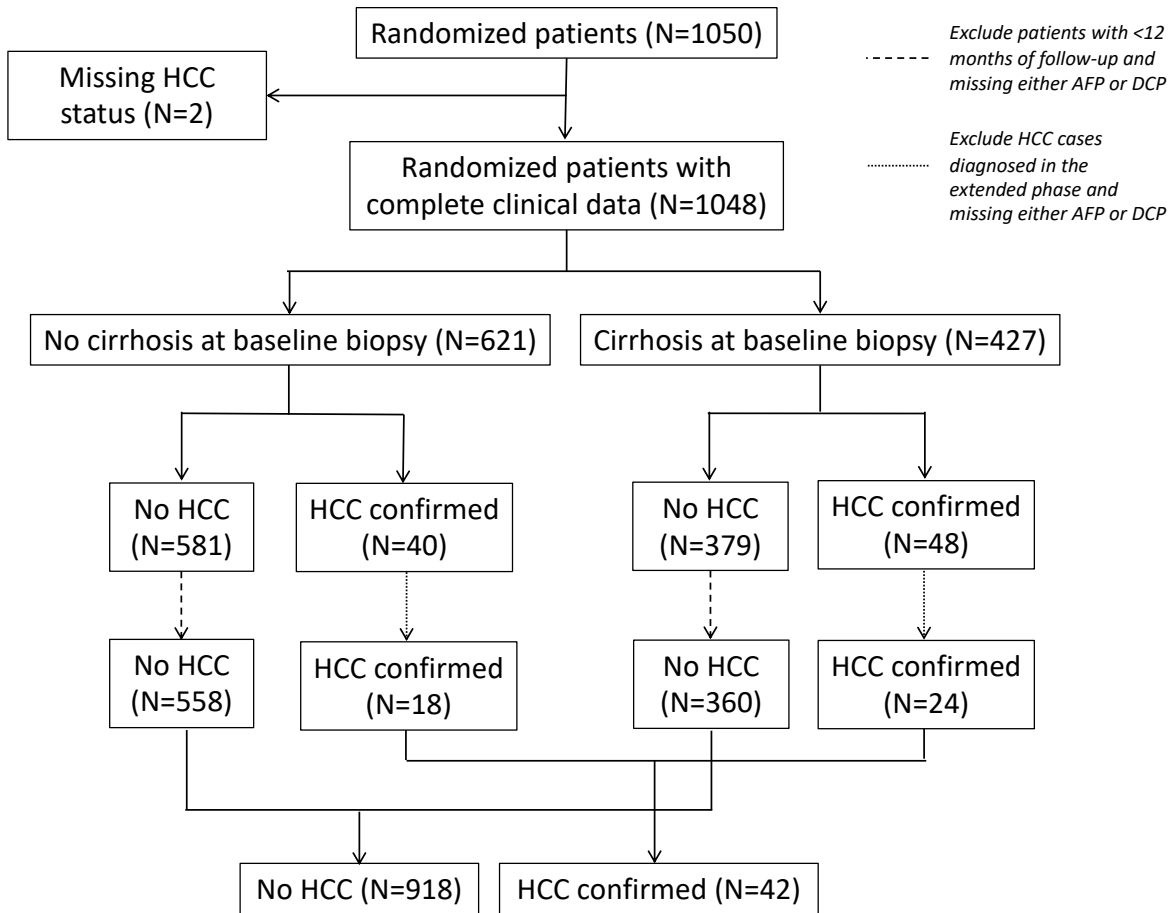 Randomized patients (N=1050)
Exclude patients with <12
months of follow-up and
missing either AFP or DCP
Missing HCC
status (N=2)
Exclude HCC cases
diagnosed in the
extended phase and
missing either AFP or DCP
Randomized patients with
complete clinical data (N=1048)
No cirrhosis at baseline biopsy (N=621)
Cirrhosis at baseline biopsy (N=427)
No HCC
(N=581)
HCC confirmed
(N=40)
No HCC
(N=379)
HCC confirmed
(N=48)
No HCC
(N=558)
HCC confirmed
(N=18)
No HCC
(N=360)
HCC confirmed
(N=24)
No HCC (N=918)
HCC confirmed (N=42)